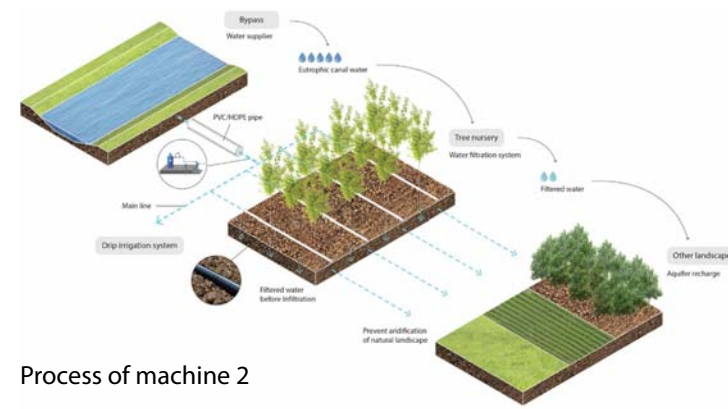 Bypass
Water supplier
Eutrophic canal water
PVC/HDPE pipe
Tree nursery
Water filtration system
Filtered water
Main line
Drip irrigation system
Other landscape
Aquifer recharge
Filtered water
before infiltration
Prevent aridification
of natural landscape
Process of machine 2